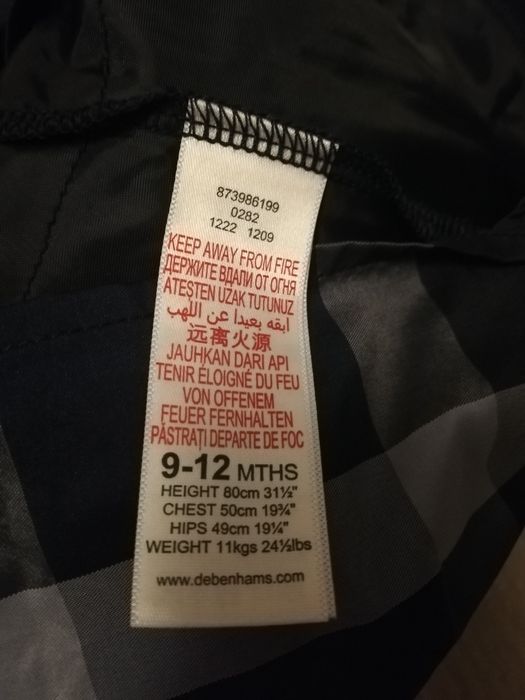 873986199
0282
1222 1209
KEEP AWAY FROM FIRE
ДЕРЖИТЕ ВДАЛИ ОТ ОГНЯ
ATEŞTEN UZAK TUTUNUZ
ابقه بعيدا عن اللهب
远离火源
JAUHKAN DARI API
TENIR ÉLOIGNÉ DU FEU
VON OFFENEM
FEUER FERNHALTEN
PĂSTRAȚI DEPARTE DE FOC
9-12 MTHS
HEIGHT 80cm 31½"
CHEST 50cm 19¾"
HIPS 49cm 19¼"
WEIGHT 11kgs 24½lbs
www.debenhams.com